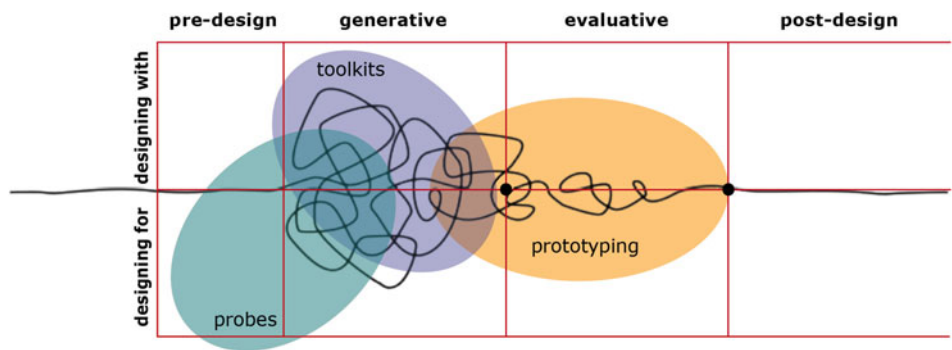 pre-design generative evaluative post-design
designing with
toolkits
designing for
prototyping
probes